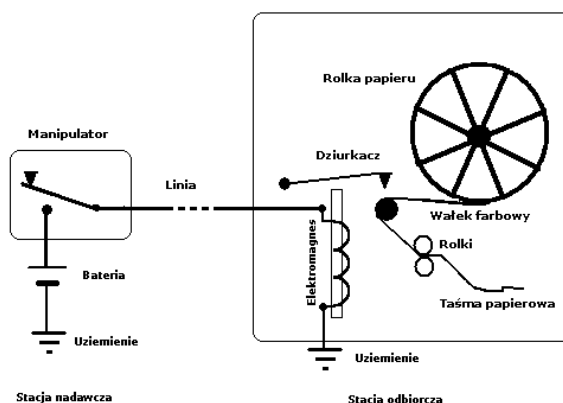 Rolka papieru
Manipulator
Dziurkacz
Linia
Wałek farbowy
Elektromagnes
Rolki
Bateria
Taśma papierowa
Uziemienie
Uziemienie
Stacja nadawcza
Stacja odbiorcza